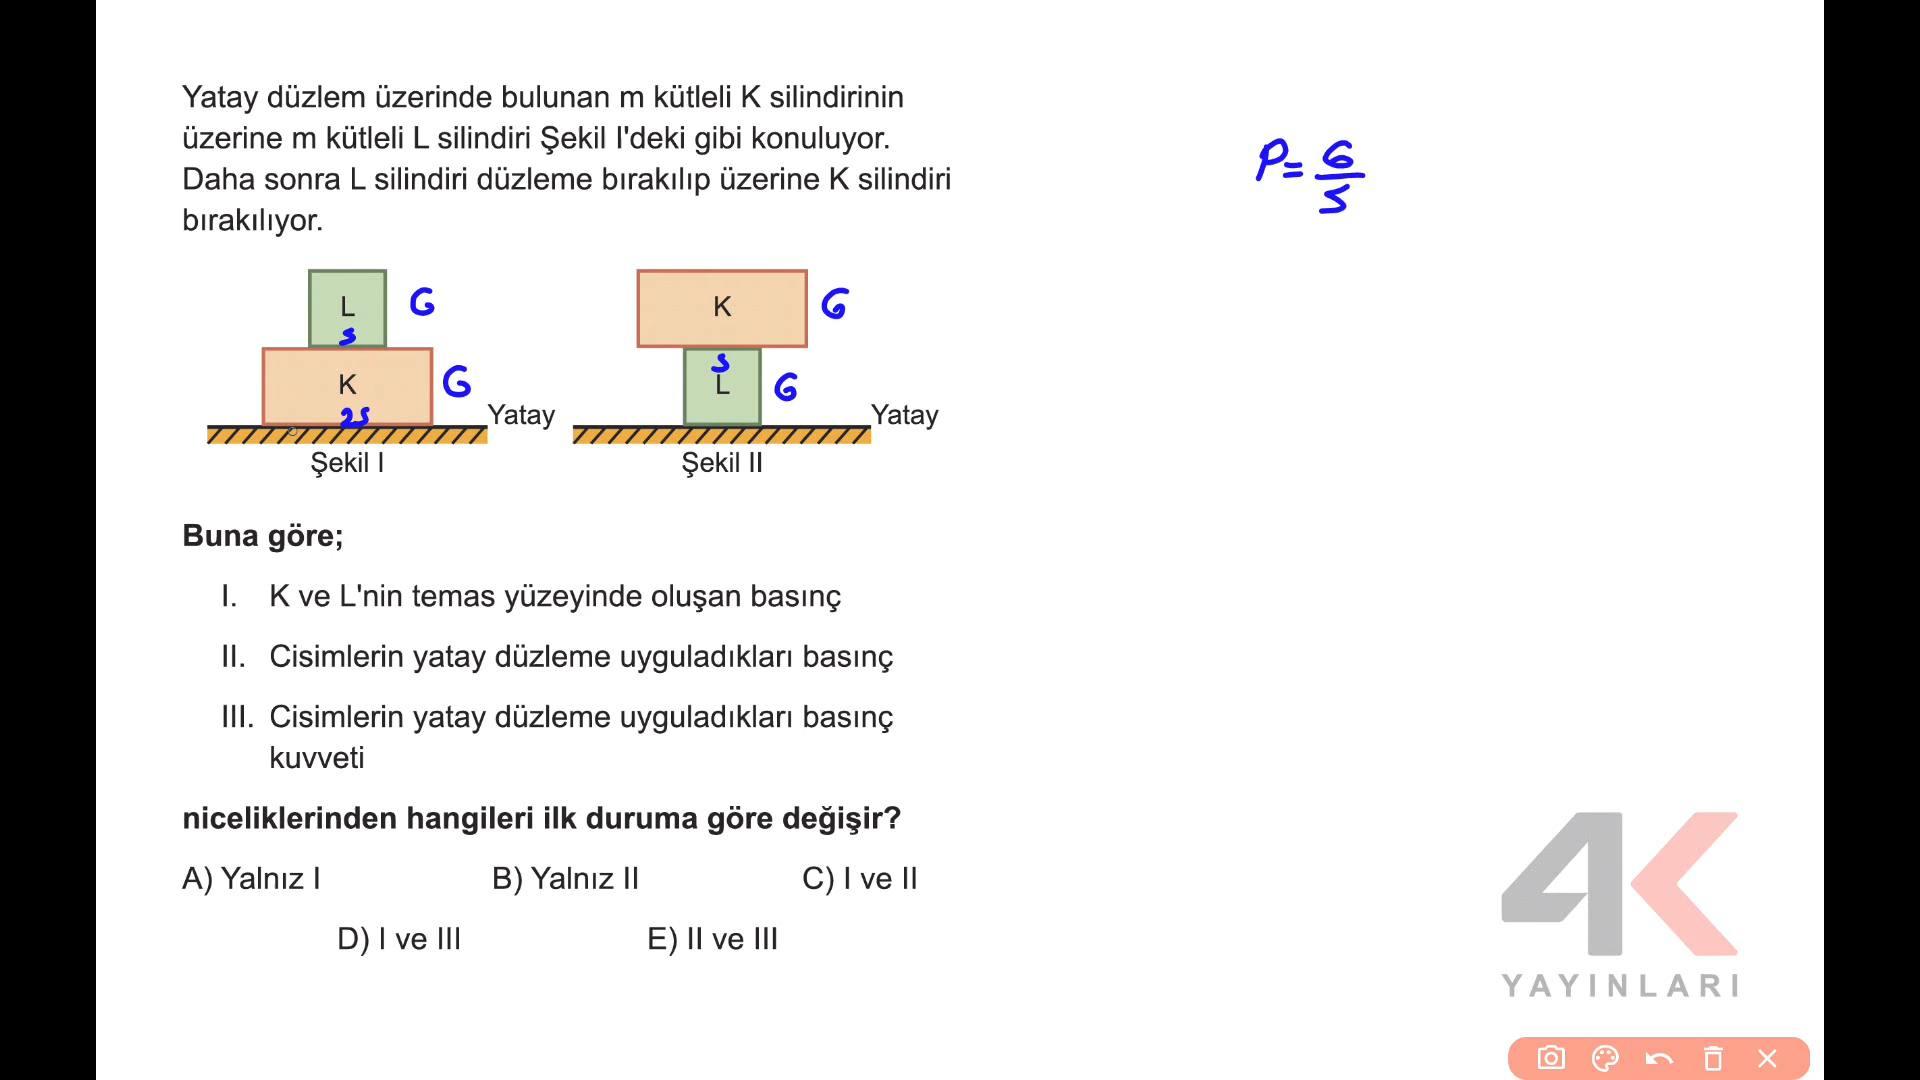 Yatay düzlem üzerinde bulunan m kütleli K silindirinin
üzerine m kütleli L silindiri Şekil I'deki gibi konuluyor.
Daha sonra L silindiri düzleme bırakılıp üzerine K silindiri
bırakılıyor.
P = G
S
L G
S
K G
2S
Yatay
Şekil I
K G
S
L G
Yatay
Şekil II
Buna göre;
I. K ve L'nin temas yüzeyinde oluşan basınç
II. Cisimlerin yatay düzleme uyguladıkları basınç
III. Cisimlerin yatay düzleme uyguladıkları basınç
kuvveti
niceliklerinden hangileri ilk duruma göre değişir?
A) Yalnız I B) Yalnız II C) I ve II
D) I ve III E) II ve III
4K
YAYINLARI